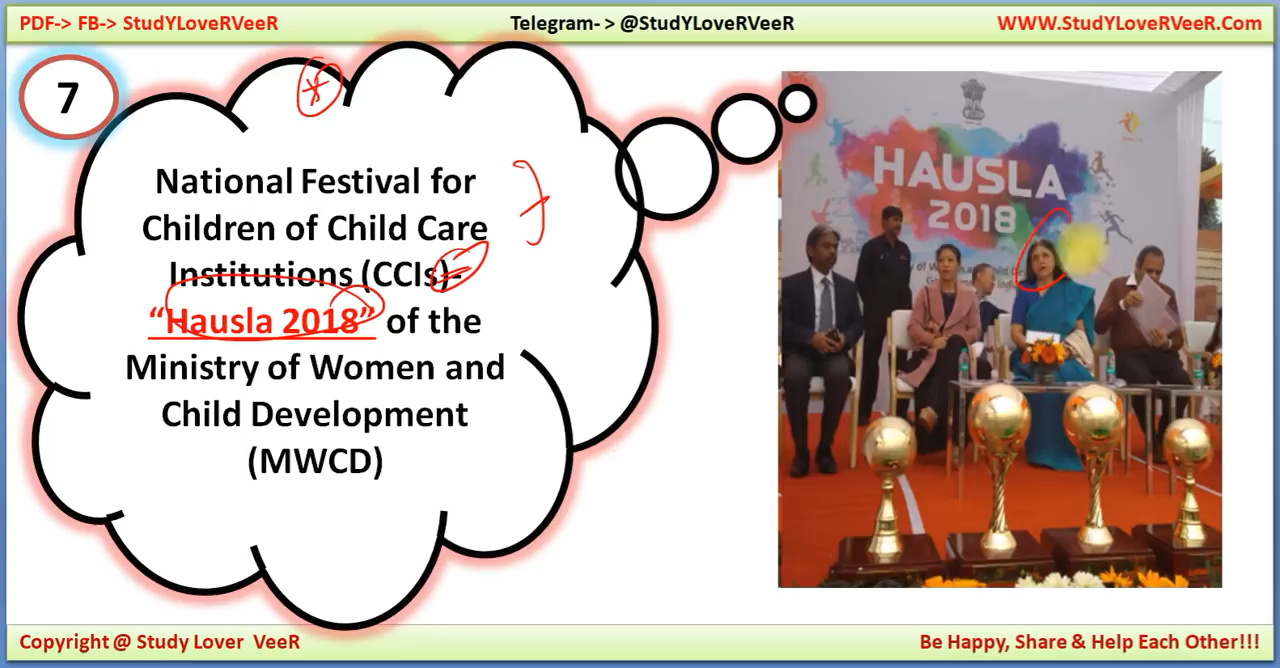 PDF-> FB-> StudYLoveRVeeR
Telegram- > @StudYLoveRVeeR
WWW.StudYLoveRVeeR.Com
7
National Festival for
Children of Child Care
Institutions (CCIs)-
“Hausla 2018” of the
Ministry of Women and
Child Development
(MWCD)
HAUSLA
2018
Copyright @ Study Lover VeeR
Be Happy, Share & Help Each Other!!!